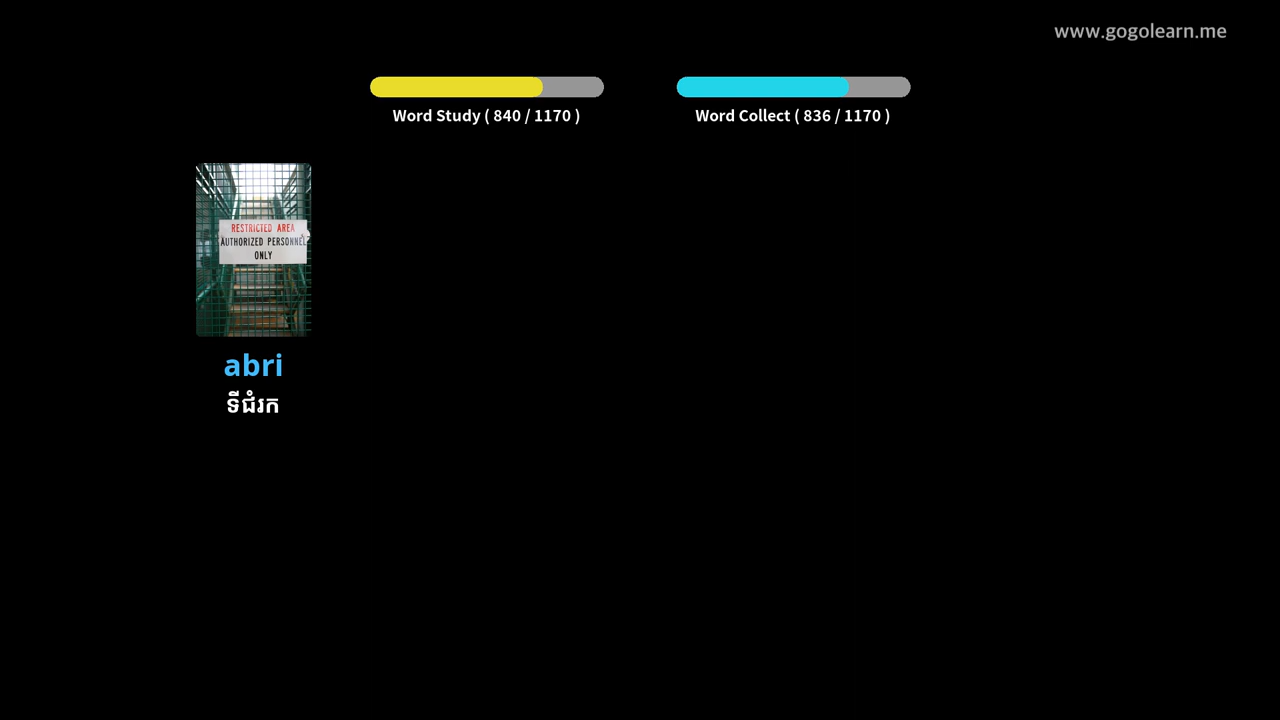 www.gogolearn.me
Word Study ( 840 / 1170 )
Word Collect ( 836 / 1170 )
RESTRICTED AREA
AUTHORIZED PERSONNEL
ONLY
abri
ទីជំរក